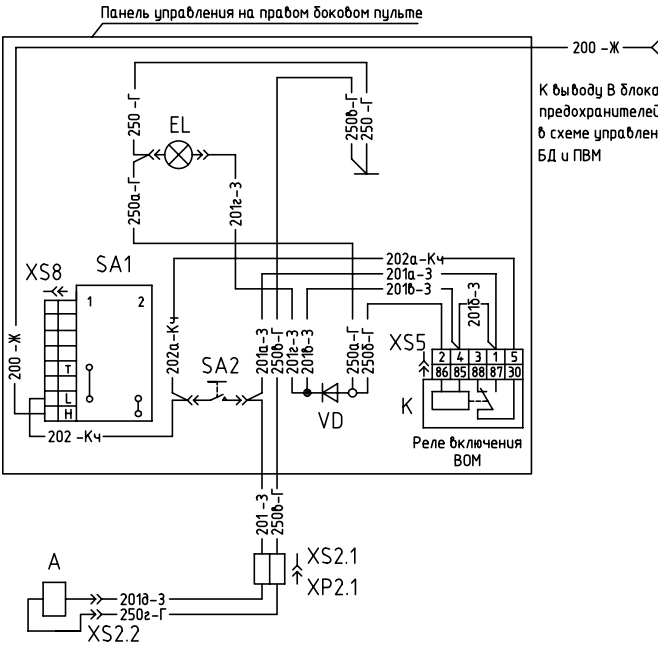 Панель управления на правом боковом пульте
200 -Ж
К выводу В блока
предохранителей
в схеме управлен
БД и ПВМ
250 -Г
EL
250в-Г
250 -Г
250а-Г
201г-З
XS8
SA1
1 2
202а-Кч
201а-З
201в-З
201б-З
200 -Ж
202а-Кч
SA2
201а-З
250в-Г
201г-З
201в-З
250а-Г
250б-Г
XS5
2 4 3 1 5
86 85 88 87 30
Т
L
Н
VD
К
202 -Кч
Реле включения
ВОМ
201 -З
250в-Г
XS2.1
XP2.1
А
201д-З
250г-Г
XS2.2